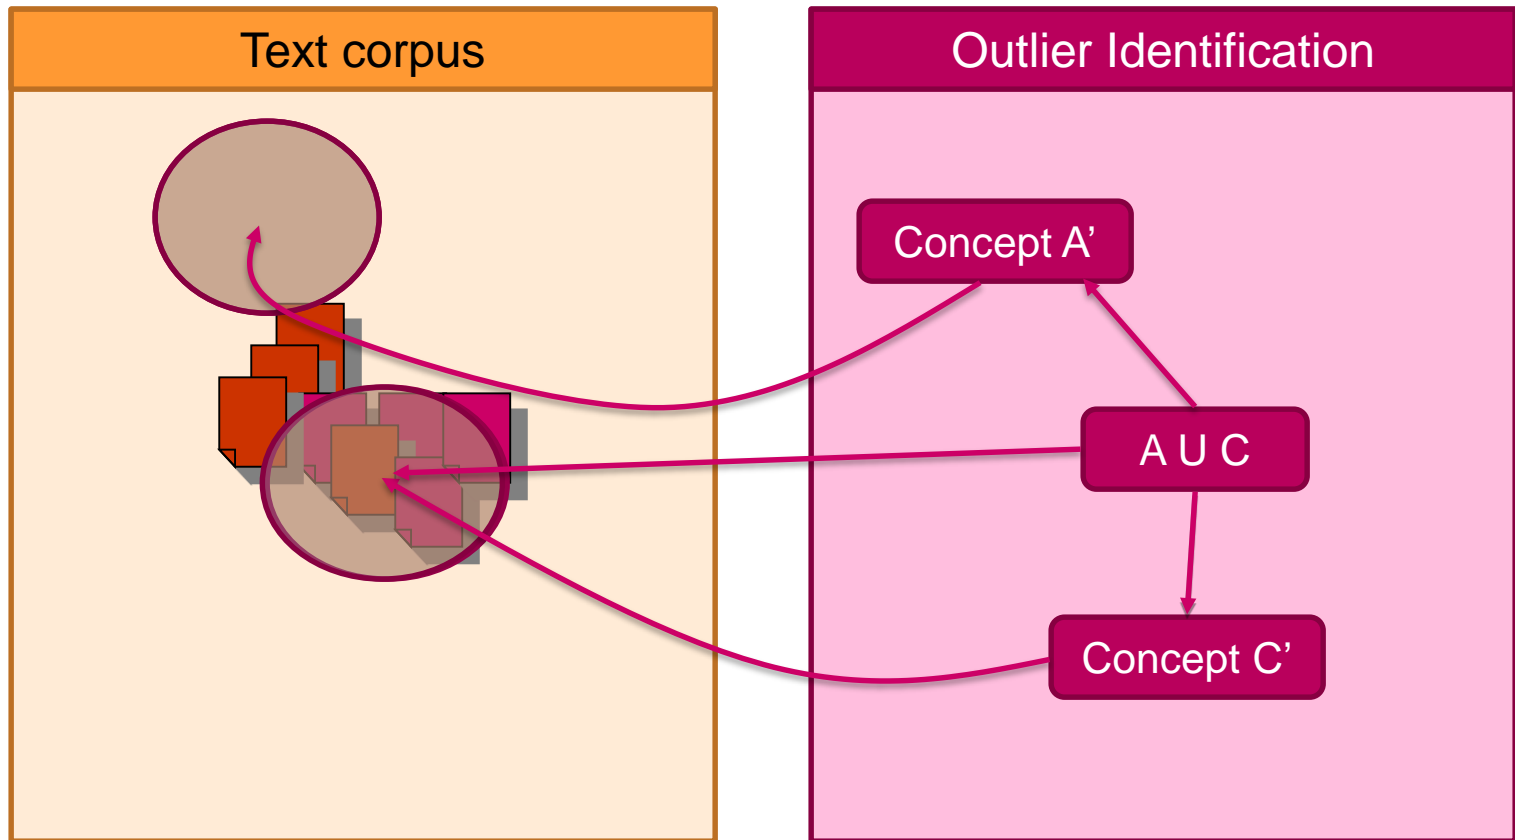 Text corpus
Outlier Identification
Concept A’
A U C
Concept C’